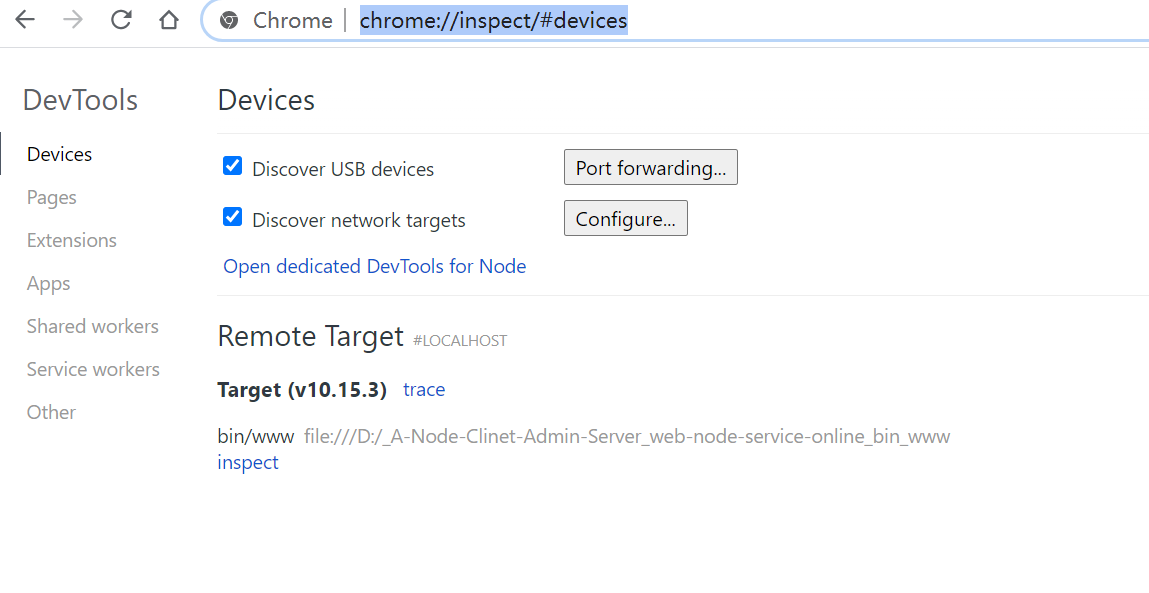 Chrome | chrome://inspect/#devices
DevTools
Devices
Pages
Extensions
Apps
Shared workers
Service workers
Other
Devices
Discover USB devices Port forwarding...
Discover network targets Configure...
Open dedicated DevTools for Node
Remote Target #LOCALHOST
Target (v10.15.3) trace
bin/www file:///D:/_A-Node-Clinet-Admin-Server_web-node-service-online_bin_www
inspect